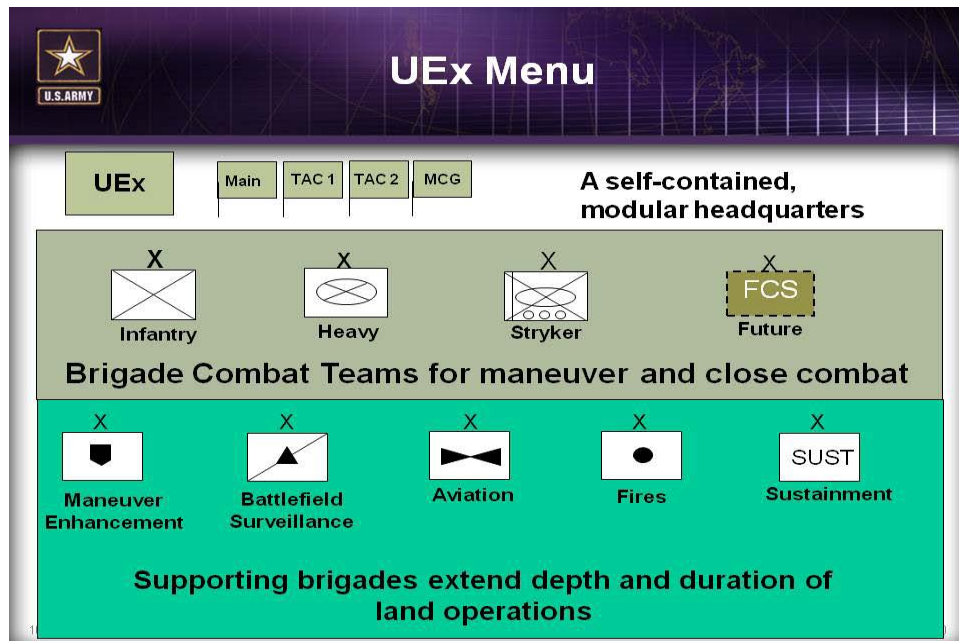 U.S.ARMY
UEx Menu
UEx
Main
TAC 1
TAC 2
MCG
A self-contained,
modular headquarters
X
X
X
X
FCS
Infantry
Heavy
Stryker
Future
Brigade Combat Teams for maneuver and close combat
X
X
X
X
X
SUST
Maneuver
Enhancement
Battlefield
Surveillance
Aviation
Fires
Sustainment
Supporting brigades extend depth and duration of
land operations